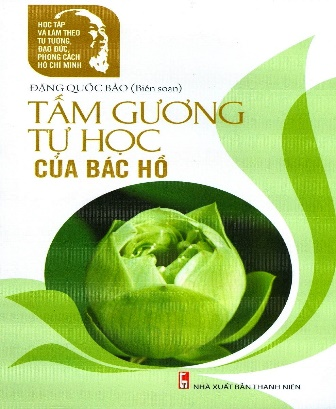 HỌC TẬP
VÀ LÀM THEO
TƯ TƯỞNG,
ĐẠO ĐỨC,
PHONG CÁCH
HỒ CHÍ MINH
ĐẶNG QUỐC BẢO (Biên soạn)
TẤM GƯƠNG
TỰ HỌC
CỦA BÁC HỒ
NHÀ XUẤT BẢN THANH NIÊN